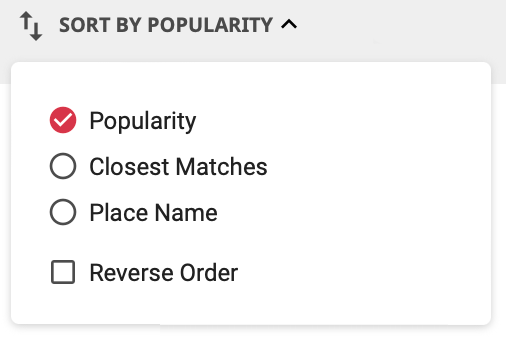 SORT BY POPULARITY
Popularity
Closest Matches
Place Name
Reverse Order